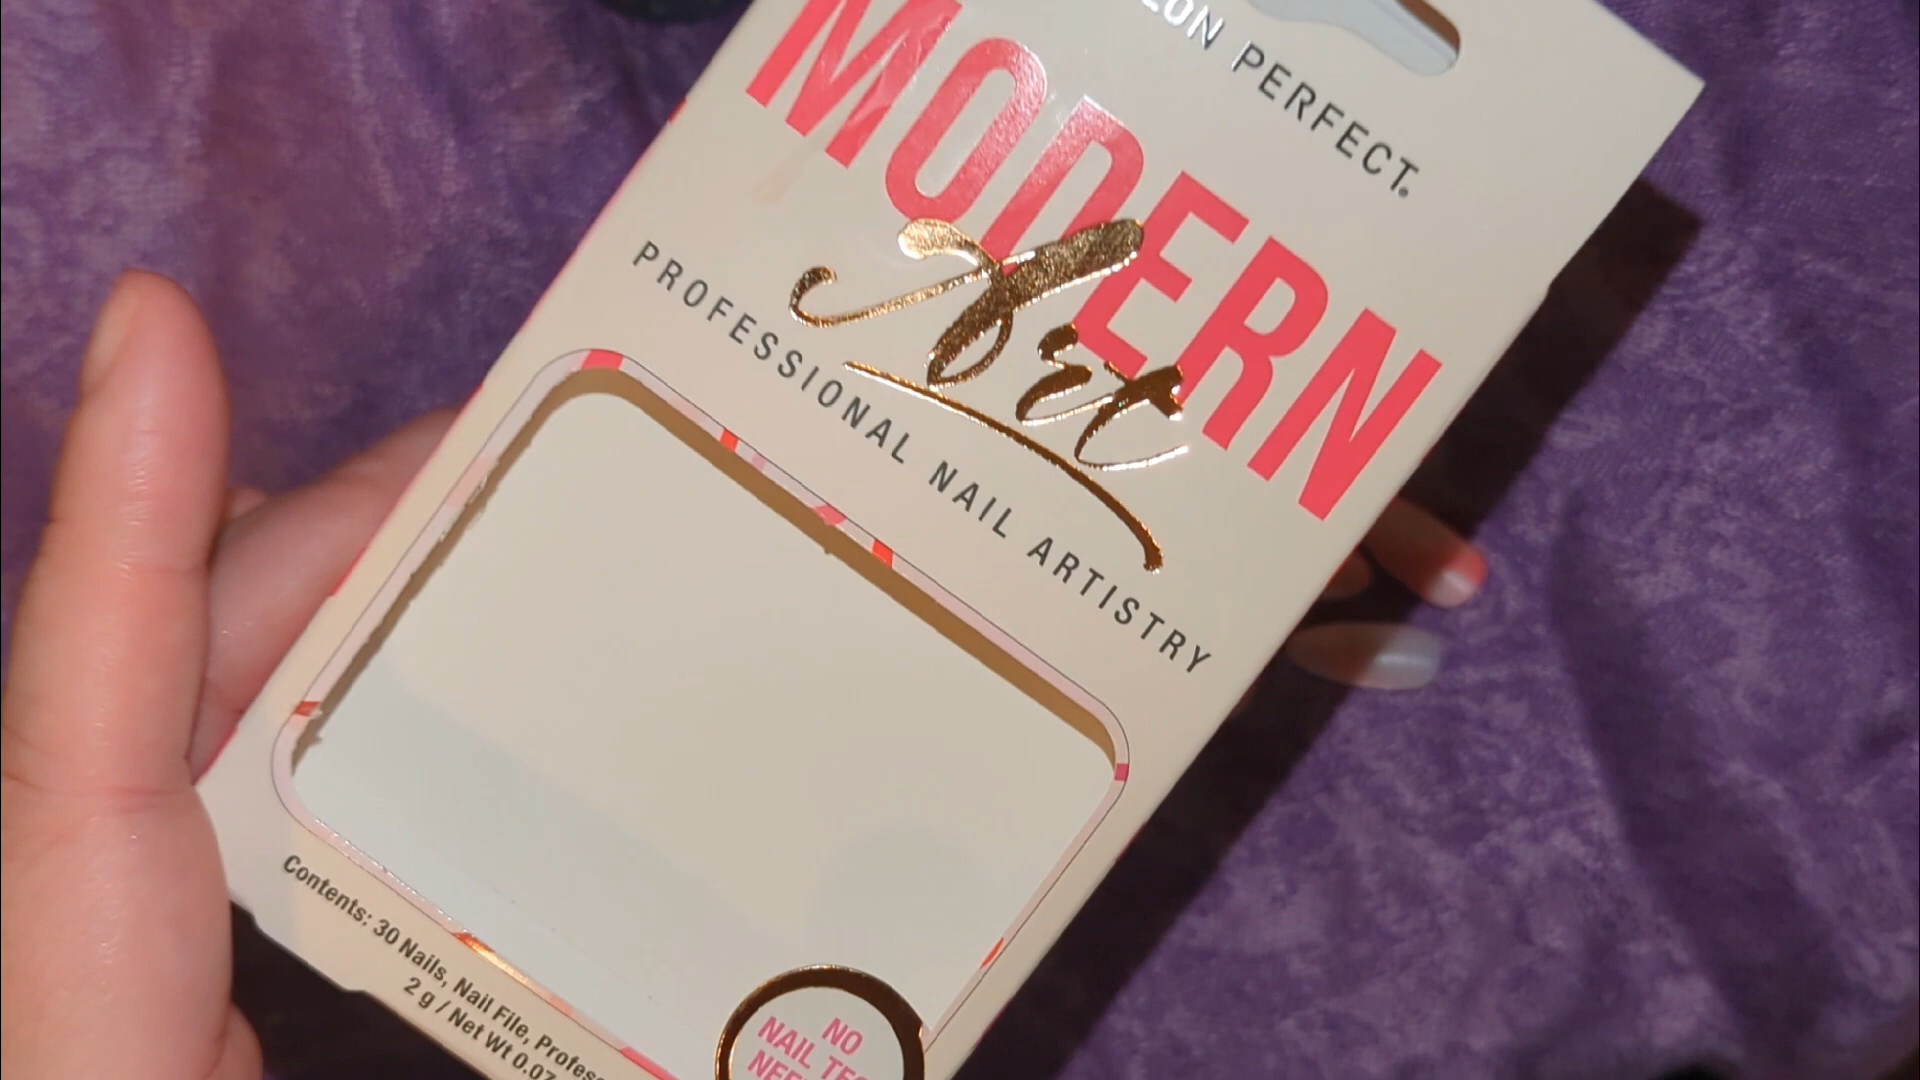 PERFECT.
MODERN
Art
PROFESSIONAL NAIL ARTISTRY
Contents: 30 Nails, Nail File,
2 g / Net Wt
NO
NAIL